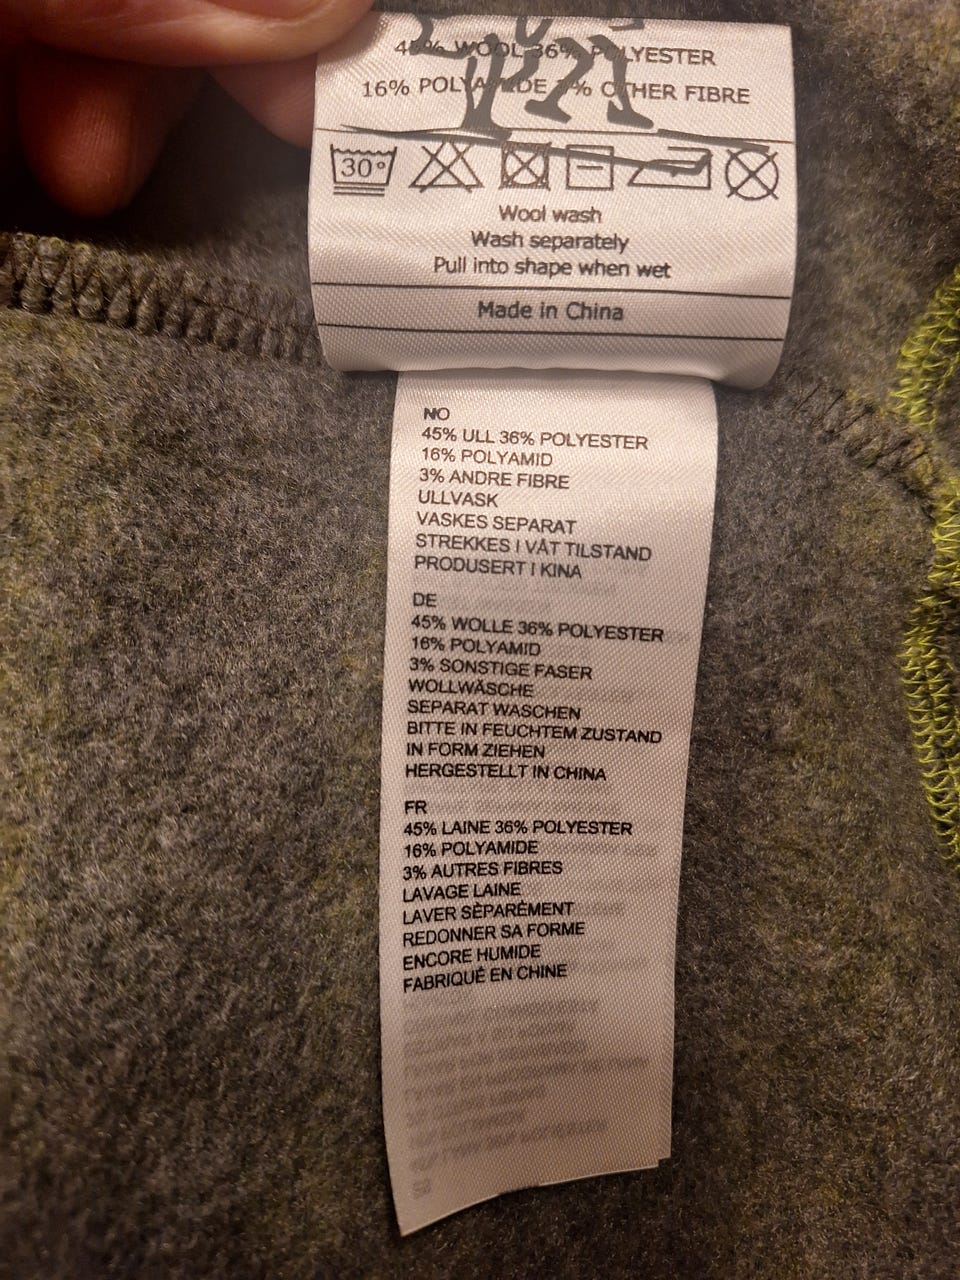 45% WOOL 36% POLYESTER
16% POLYAMIDE 3% OTHER FIBRE
30°
Wool wash
Wash separately
Pull into shape when wet
Made in China
NO
45% ULL 36% POLYESTER
16% POLYAMID
3% ANDRE FIBRE
ULLVASK
VASKES SEPARAT
STREKKES I VÅT TILSTAND
PRODUSERT I KINA
DE
45% WOLLE 36% POLYESTER
16% POLYAMID
3% SONSTIGE FASER
WOLLWÄSCHE
SEPARAT WASCHEN
BITTE IN FEUCHTEM ZUSTAND
IN FORM ZIEHEN
HERGESTELLT IN CHINA
FR
45% LAINE 36% POLYESTER
16% POLYAMIDE
3% AUTRES FIBRES
LAVAGE LAINE
LAVER SÈPARÉMENT
REDONNER SA FORME
ENCORE HUMIDE
FABRIQUÉ EN CHINE